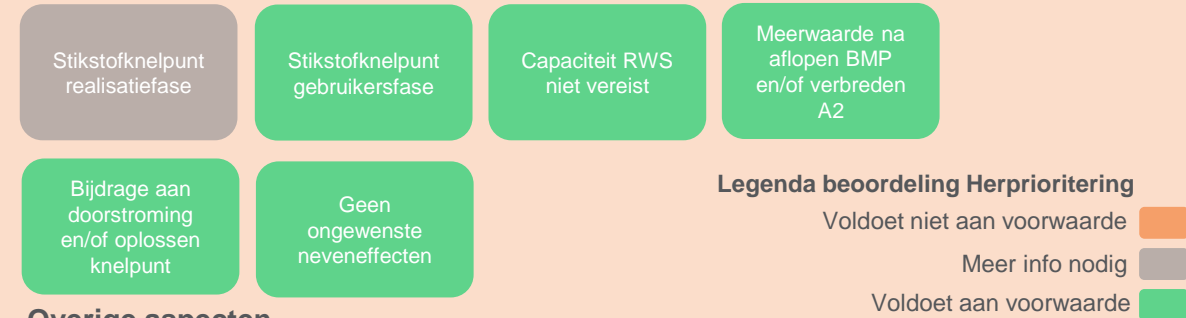 Stikstofknelpunt
realisatiefase
Stikstofknelpunt
gebruikersfase
Capaciteit RWS
niet vereist
Meerwaarde na
aflopen BMP
en/of verbreden
A2
Bijdrage aan
doorstroming
en/of oplossen
knelpunt
Geen
ongewenste
neveneffecten
Legenda beoordeling Herprioritering
Voldoet niet aan voorwaarde
Meer info nodig
Voldoet aan voorwaarde
Overige aspecten